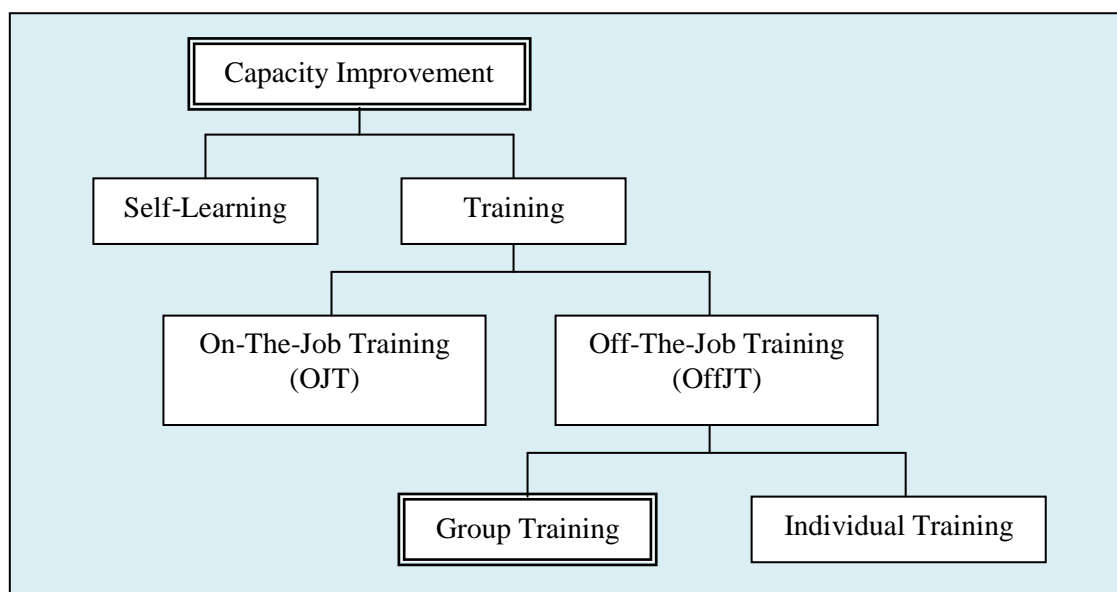 Capacity Improvement
Self-Learning
Training
On-The-Job Training
(OJT)
Off-The-Job Training
(OffJT)
Group Training
Individual Training